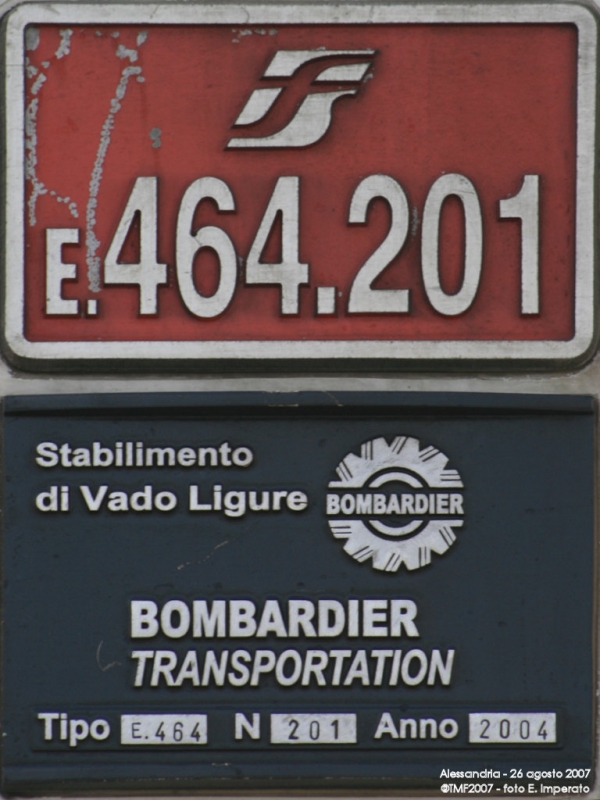 E.464.201
Stabilimento
di Vado Ligure
BOMBARDIER
BOMBARDIER
TRANSPORTATION
Tipo E.464 N 201 Anno 2004
Alessandria - 26 agosto 2007
©TMF2007 - foto E. Imperato